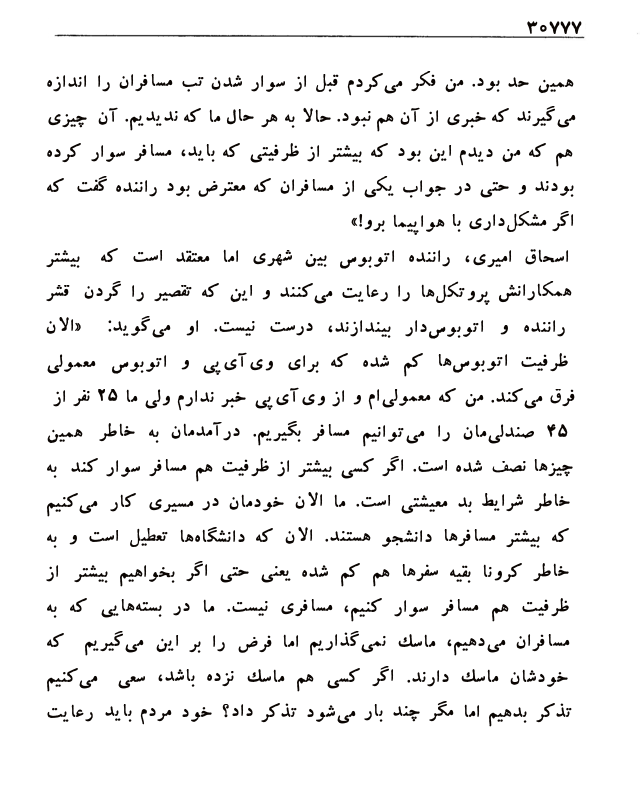 ۳۰۷۷۷
همین حد بود. من فکر می‌کردم قبل از سوار شدن تب مسافران را اندازه
می‌گیرند که خبری از آن هم نبود. حالا به هر حال ما که ندیدیم. آن چیزی
هم که من دیدم این بود که بیشتر از ظرفیتی که باید، مسافر سوار کرده
بودند و حتی در جواب یکی از مسافران که معترض بود راننده گفت که
اگر مشکل‌داری با هواپیما برو!»
اسحاق امیری، راننده اتوبوس بین شهری اما معتقد است که بیشتر
همکارانش پروتکل‌ها را رعایت می‌کنند و این که تقصیر را گردن قشر
راننده و اتوبوس‌دار بیندازند، درست نیست. او می‌گوید: «الان
ظرفیت اتوبوس‌ها کم شده که برای وی‌آی‌پی و اتوبوس معمولی
فرق می‌کند. من که معمولی‌ام و از وی‌آی‌پی خبر ندارم ولی ما ۲۵ نفر از
۴۵ صندلی‌مان را می‌توانیم مسافر بگیریم. درآمدمان به خاطر همین
چیزها نصف شده است. اگر کسی بیشتر از ظرفیت هم مسافر سوار کند به
خاطر شرایط بد معیشتی است. ما الان خودمان در مسیری کار می‌کنیم
که بیشتر مسافرها دانشجو هستند. الان که دانشگاه‌ها تعطیل است و به
خاطر کرونا بقیه سفرها هم کم شده یعنی حتی اگر بخواهیم بیشتر از
ظرفیت هم مسافر سوار کنیم، مسافری نیست. ما در بسته‌هایی که به
مسافران می‌دهیم، ماسك نمی‌گذاریم اما فرض را بر این می‌گیریم که
خودشان ماسك دارند. اگر کسی هم ماسك نزده باشد، سعی می‌کنیم
تذکر بدهیم اما مگر چند بار می‌شود تذکر داد؟ خود مردم باید رعایت